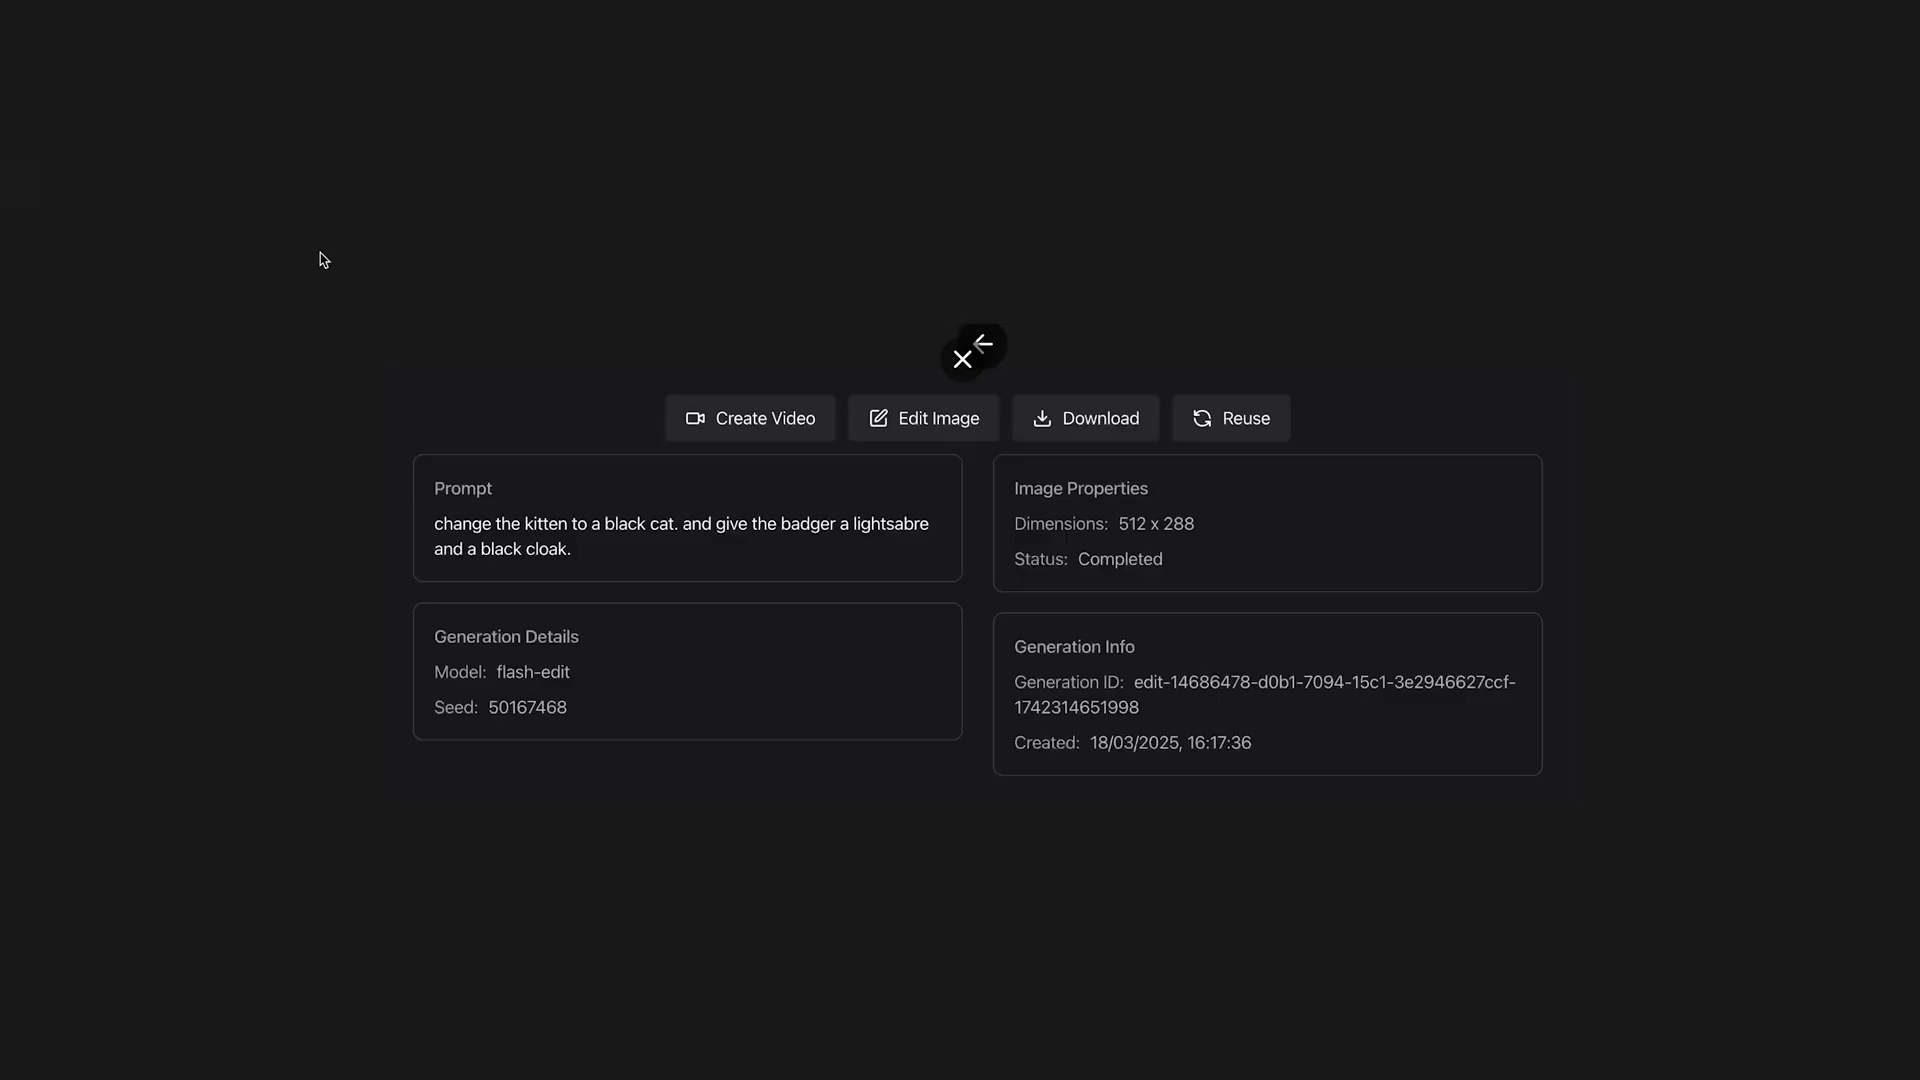 Create Video
Edit Image
Download
Reuse
Prompt
change the kitten to a black cat. and give the badger a lightsabre
and a black cloak.
Generation Details
Model: flash-edit
Seed: 50167468
Image Properties
Dimensions: 512 x 288
Status: Completed
Generation Info
Generation ID: edit-14686478-d0b1-7094-15c1-3e2946627ccf-
1742314651998
Created: 18/03/2025, 16:17:36